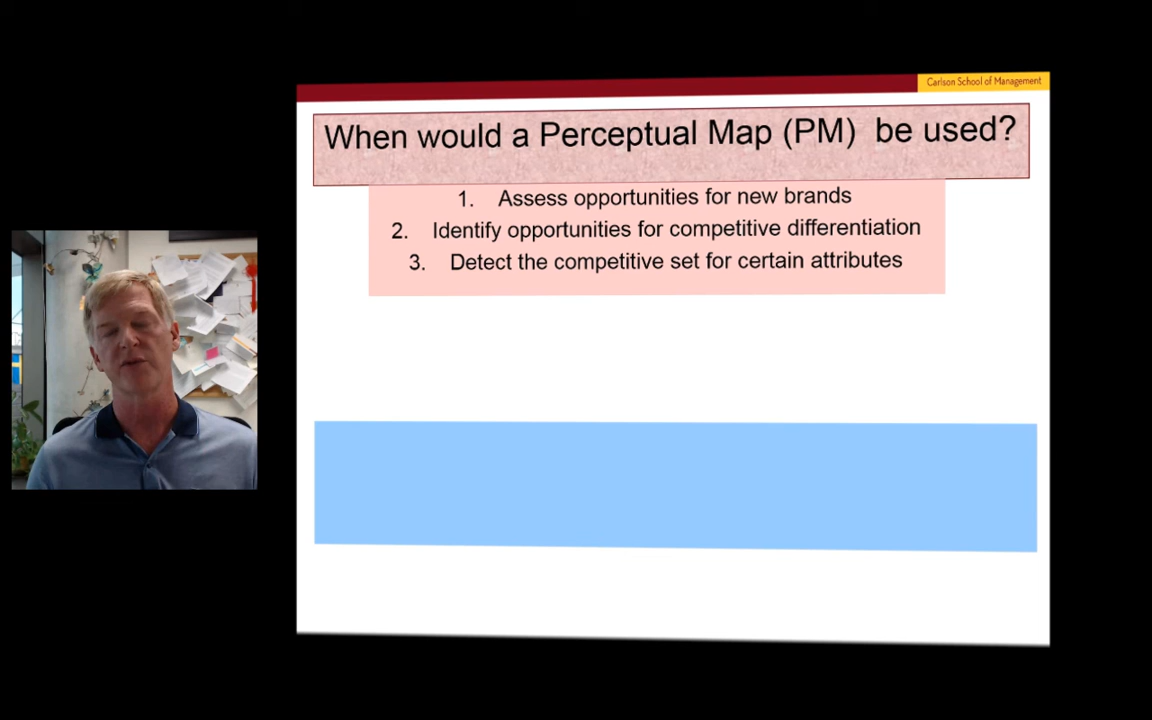 Carlson School of Management
When would a Perceptual Map (PM) be used?
1. Assess opportunities for new brands
2. Identify opportunities for competitive differentiation
3. Detect the competitive set for certain attributes